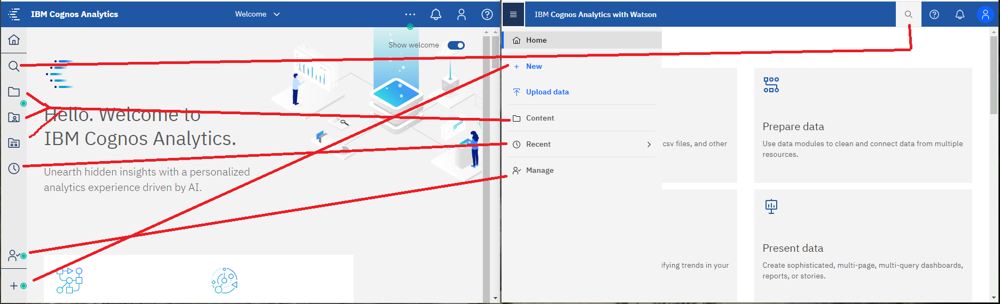 IBM Cognos Analytics
Welcome
Show welcome
Hello. Welcome to
IBM Cognos Analytics.
Unearth hidden insights with a personalized
analytics experience driven by AI.
IBM Cognos Analytics with Watson
Home
New
Upload data
Content
Recent
Manage
csv files, and other
ifying trends in your
Prepare data
Use data modules to clean and connect data from multiple
resources.
Present data
Create sophisticated, multi-page, multi-query dashboards,
reports, or stories.